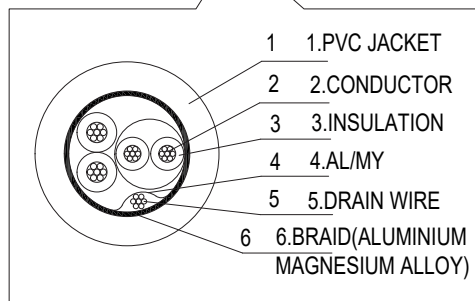 1 1.PVC JACKET
2 2.CONDUCTOR
3 3.INSULATION
4 4.AL/MY
5 5.DRAIN WIRE
6 6.BRAID(ALUMINIUM
MAGNESIUM ALLOY)